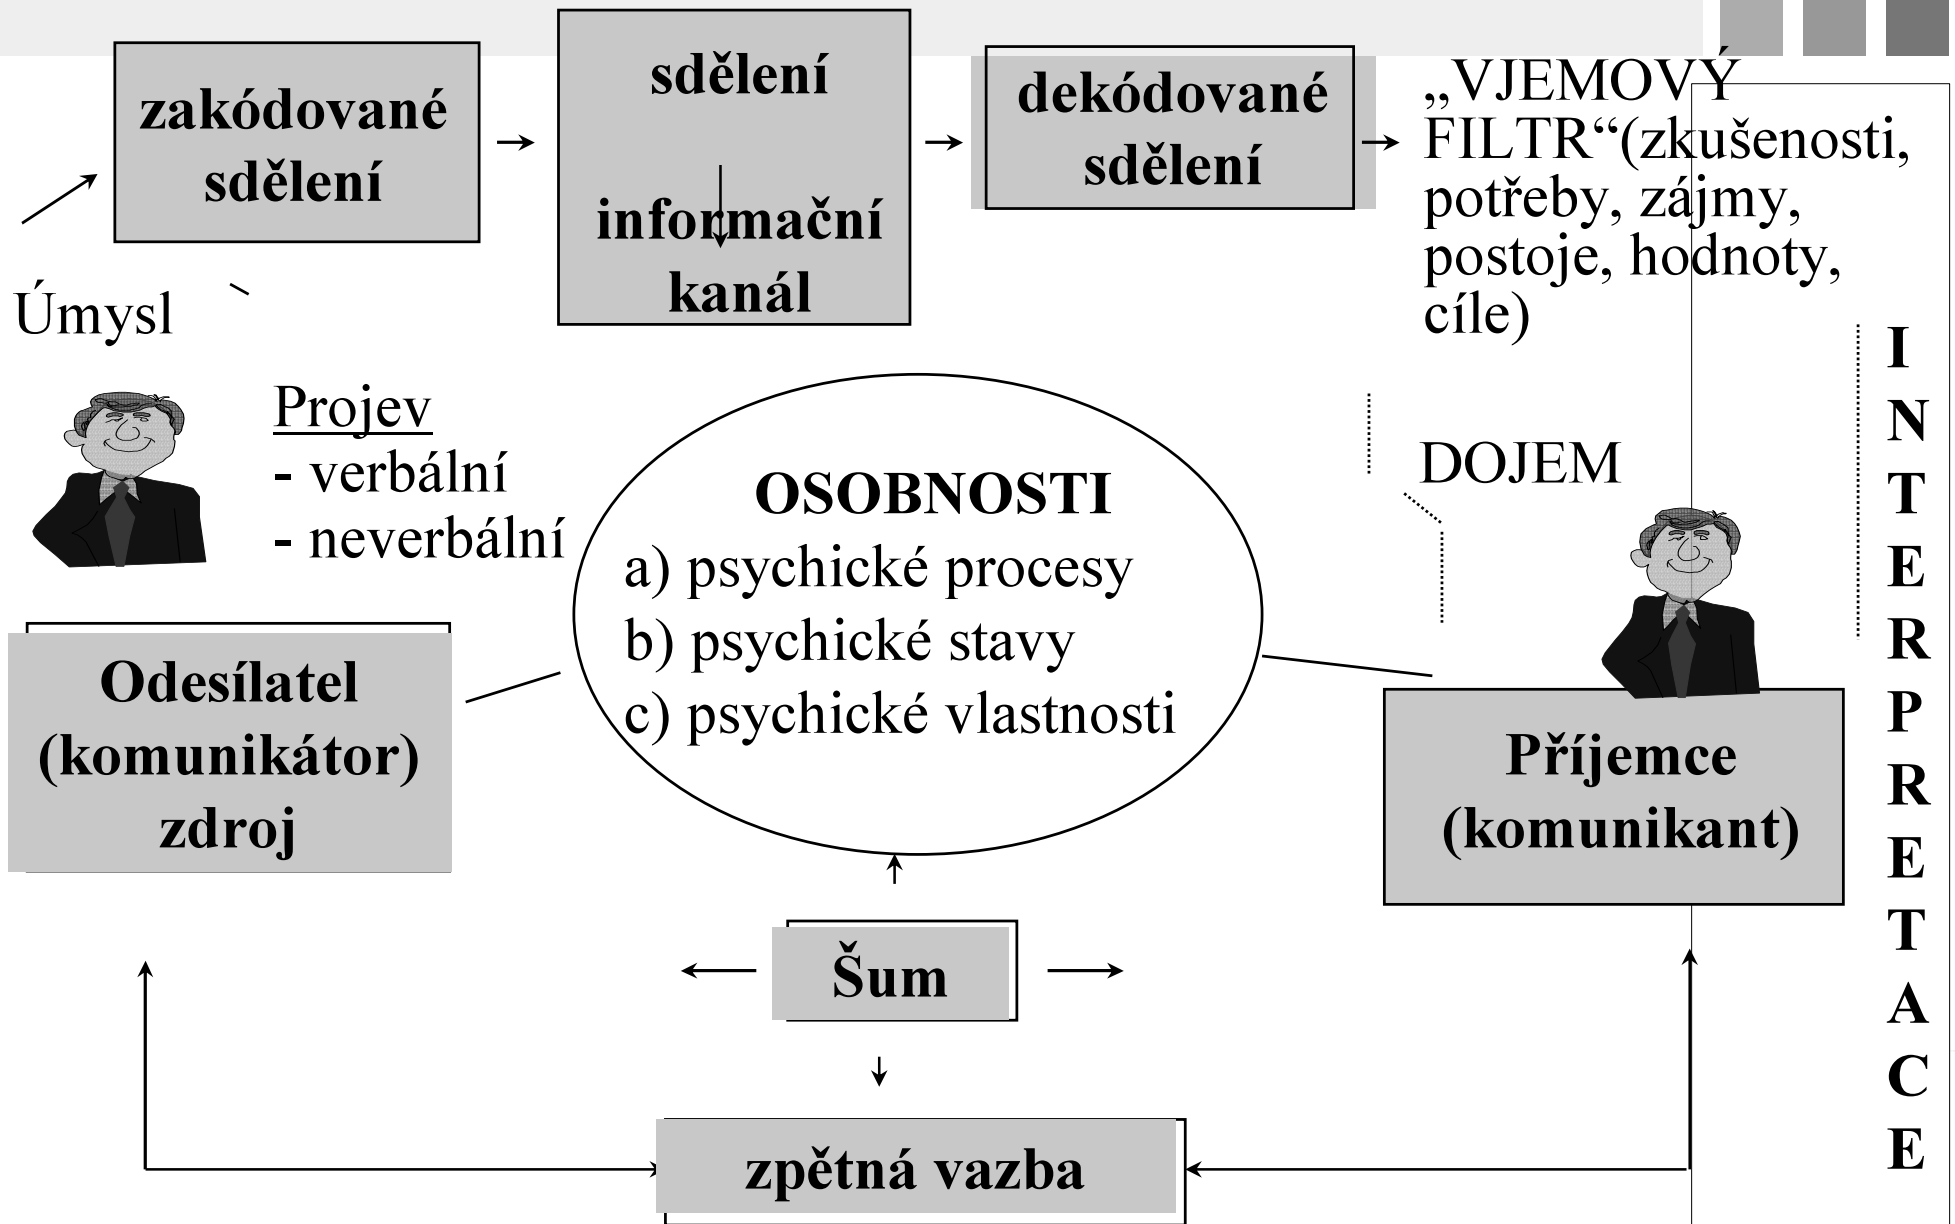 zakódované
sdělení
sdělení
informační
kanál
dekódované
sdělení
„VJEMOVÝ
FILTR“(zkušenosti,
potřeby, zájmy,
postoje, hodnoty,
cíle)
Úmysl
Projev
- verbální
- neverbální
OSOBNOSTI
a) psychické procesy
b) psychické stavy
c) psychické vlastnosti
DOJEM
Odesílatel
(komunikátor)
zdroj
Příjemce
(komunikant)
I
N
T
E
R
P
R
E
T
A
C
E
Šum
zpětná vazba